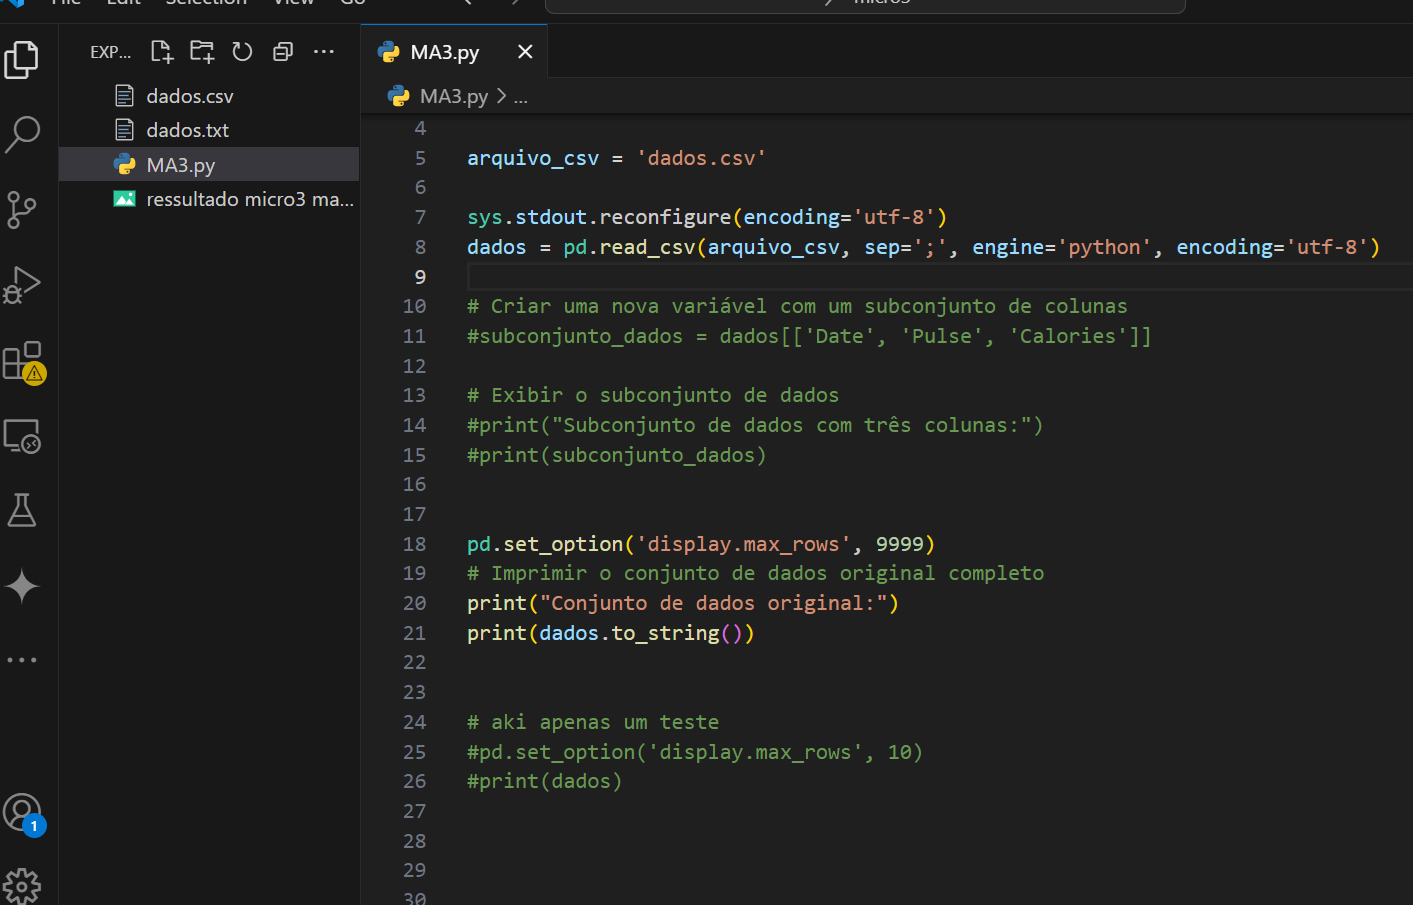 File Edit Selection View Go
micro3
EXP...
dados.csv
dados.txt
MA3.py
ressultado micro3 ma...
MA3.py
MA3.py > ...
4
5 arquivo_csv = 'dados.csv'
6
7 sys.stdout.reconfigure(encoding='utf-8')
8 dados = pd.read_csv(arquivo_csv, sep=';', engine='python', encoding='utf-8')
9
10 # Criar uma nova variável com um subconjunto de colunas
11 #subconjunto_dados = dados[['Date', 'Pulse', 'Calories']]
12
13 # Exibir o subconjunto de dados
14 #print("Subconjunto de dados com três colunas:")
15 #print(subconjunto_dados)
16
17
18 pd.set_option('display.max_rows', 9999)
19 # Imprimir o conjunto de dados original completo
20 print("Conjunto de dados original:")
21 print(dados.to_string())
22
23
24 # aki apenas um teste
25 #pd.set_option('display.max_rows', 10)
26 #print(dados)
27
28
29
30
1